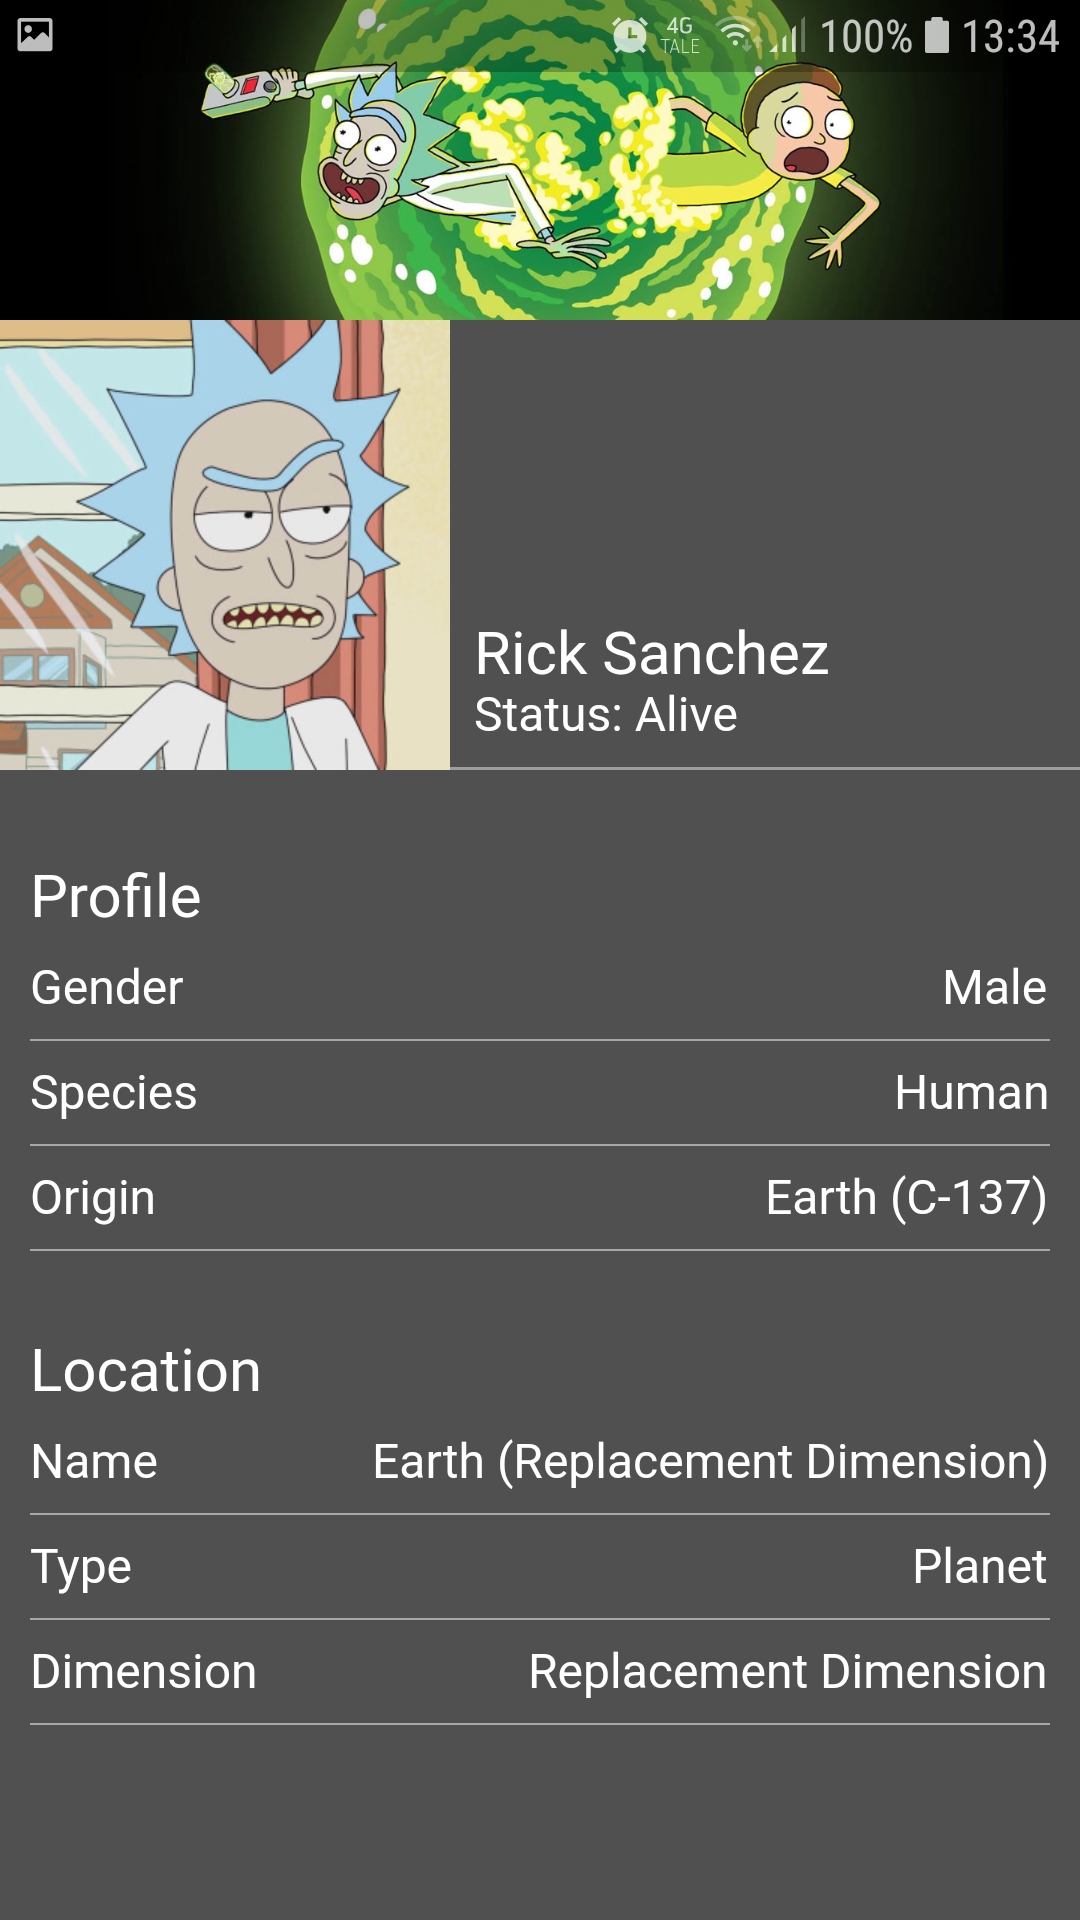 4G
TALE
100% 13:34
Rick Sanchez
Status: Alive
Profile
Gender Male
Species Human
Origin Earth (C-137)
Location
Name Earth (Replacement Dimension)
Type Planet
Dimension Replacement Dimension